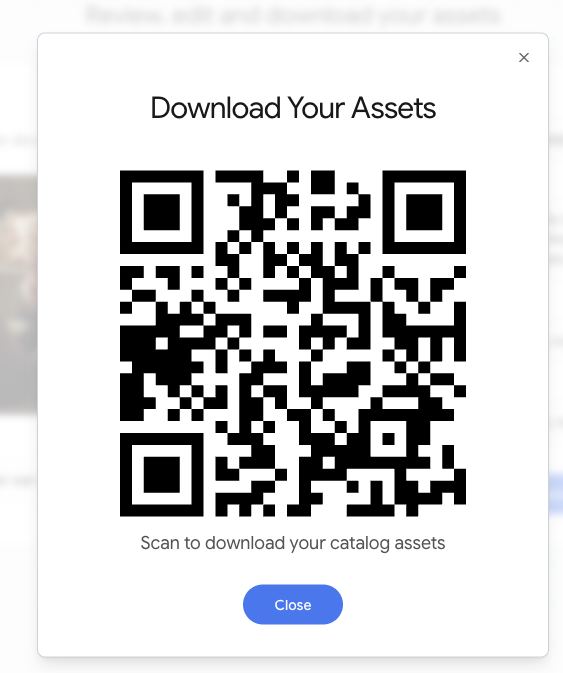 Review, edit and download your assets
Download Your Assets
Scan to download your catalog assets
Close